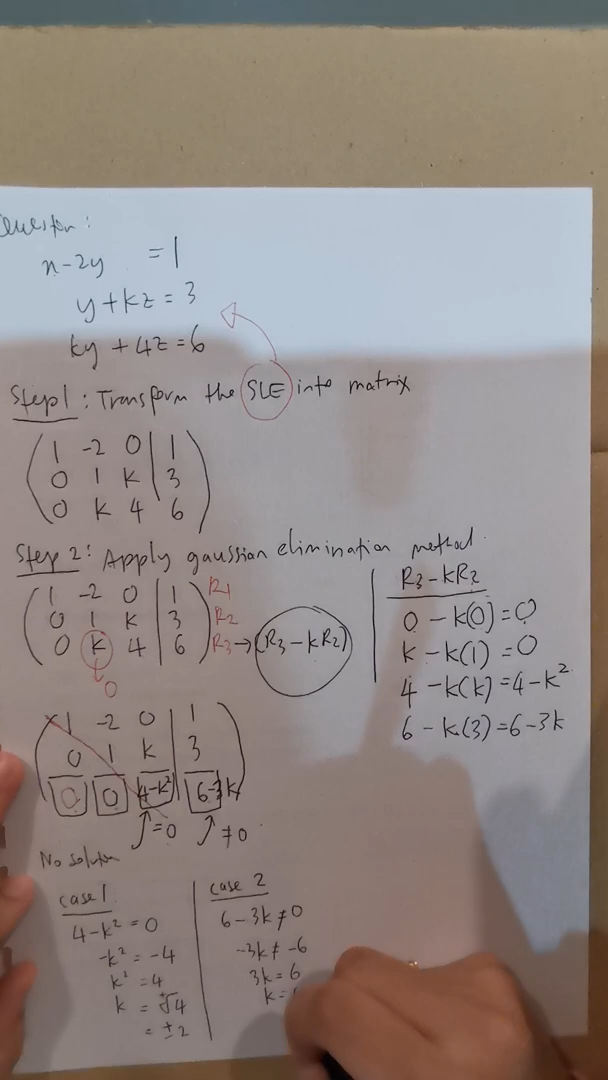 Question:
x-2y = 1
y+kz = 3
ky + 4z = 6
Step 1: Transform the SLE into matrix
1 -2 0 | 1
0 1 k | 3
0 k 4 | 6
Step 2: Apply gaussian elimination method.
1 -2 0 | 1 R1
0 1 k | 3 R2
0 k 4 | 6 R3 → (R3 - kR2)
0
R3 - kR2
0 - k(0) = 0
k - k(1) = 0
4 - k(k) = 4 - k²
6 - k(3) = 6 - 3k
1 -2 0 | 1
0 1 k | 3
0 0 4-k² | 6-3k
=0 ≠0
No solution
case 1
4 - k² = 0
-k² = -4
k² = 4
k = ±√4
= ±2
case 2
6 - 3k ≠ 0
-3k ≠ -6
3k = 6
k =